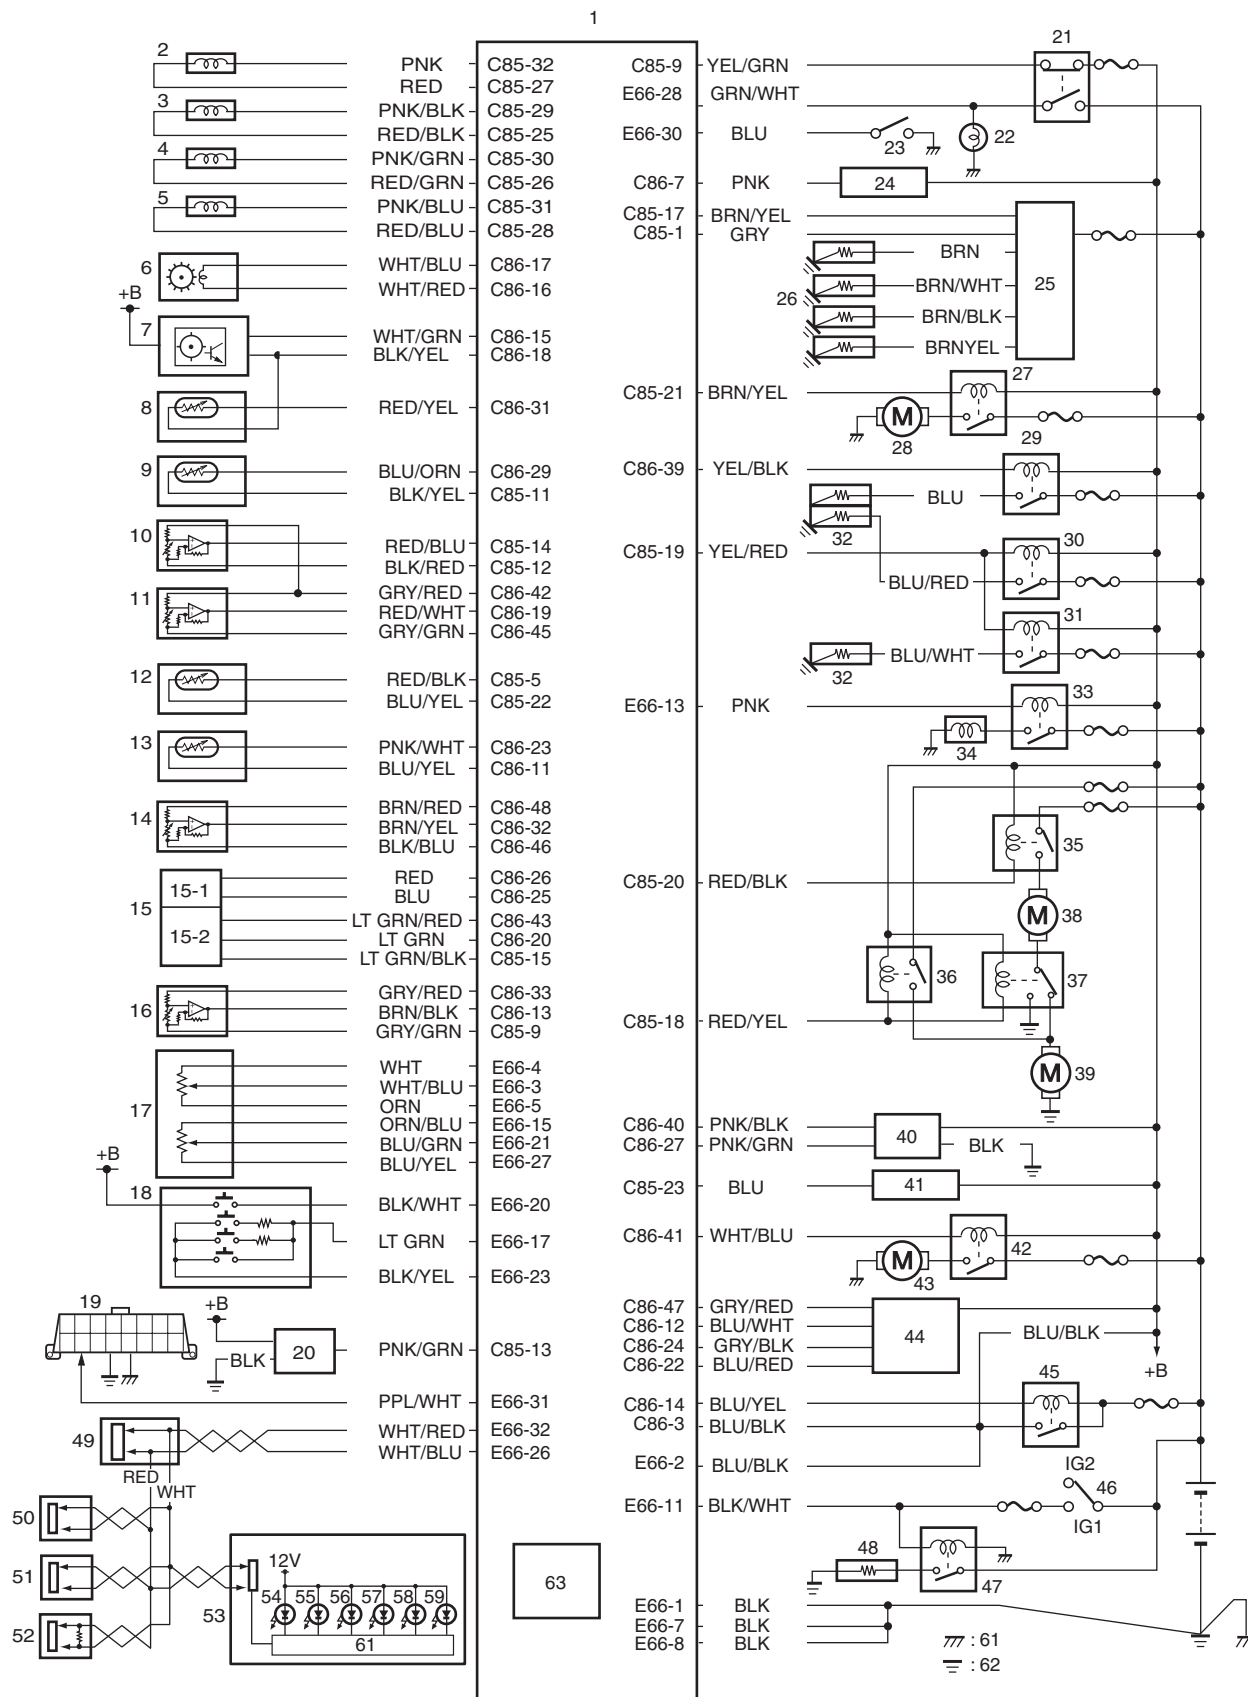 1
2 PNK C85-32
RED C85-27
3 PNK/BLK C85-29
RED/BLK C85-25
4 PNK/GRN C85-30
RED/GRN C85-26
5 PNK/BLU C85-31
RED/BLU C85-28
6 WHT/BLU C86-17
WHT/RED C86-16
+B
7 WHT/GRN C86-15
BLK/YEL C86-18
8 RED/YEL C86-31
9 BLU/ORN C86-29
BLK/YEL C85-11
10 RED/BLU C85-14
BLK/RED C85-12
GRY/RED C86-42
11 RED/WHT C86-19
GRY/GRN C86-45
12 RED/BLK C85-5
BLU/YEL C85-22
13 PNK/WHT C86-23
BLU/YEL C86-11
BRN/RED C86-48
14 BRN/YEL C86-32
BLK/BLU C86-46
RED C86-26
15 15-1 BLU C86-25
LT GRN/RED C86-43
15-2 LT GRN C86-20
LT GRN/BLK C85-15
GRY/RED C86-33
16 BRN/BLK C86-13
GRY/GRN C85-9
WHT E66-4
WHT/BLU E66-3
17 ORN E66-5
ORN/BLU E66-15
BLU/GRN E66-21
BLU/YEL E66-27
+B
18 BLK/WHT E66-20
LT GRN E66-17
BLK/YEL E66-23
19 +B
BLK 20 PNK/GRN C85-13
PPL/WHT E66-31
49 WHT/RED E66-32
WHT/BLU E66-26
RED
WHT
50
51
52
53
12V
54 55 56 57 58 59
61
63
C85-9 YEL/GRN 21
E66-28 GRN/WHT
E66-30 BLU 23 22
C86-7 PNK 24
C85-17 BRN/YEL
C85-1 GRY
BRN
26 BRN/WHT 25
BRN/BLK
BRNYEL
27
C85-21 BRN/YEL
M
28
29
C86-39 YEL/BLK
BLU
32
C85-19 YEL/RED 30
BLU/RED
31
BLU/WHT
32
E66-13 PNK 33
34
35
C85-20 RED/BLK
M 38
36 37
C85-18 RED/YEL
M 39
C86-40 PNK/BLK
C86-27 PNK/GRN 40 BLK
C85-23 BLU 41
C86-41 WHT/BLU 42
M 43
C86-47 GRY/RED
C86-12 BLU/WHT 44 BLU/BLK
C86-24 GRY/BLK
C86-22 BLU/RED
+B
45
C86-14 BLU/YEL
C86-3 BLU/BLK
E66-2 BLU/BLK
IG2
46
E66-11 BLK/WHT
IG1
48
47
E66-1 BLK
E66-7 BLK
E66-8 BLK
: 61
: 62